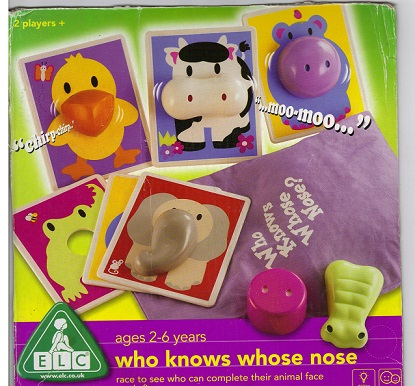 2 players +
"chirp-chirp..."
"...moo-moo..."
Who
Knows
Whose
Nose?
ELC
www.elc.co.uk
ages 2-6 years
who knows whose nose
race to see who can complete their animal face